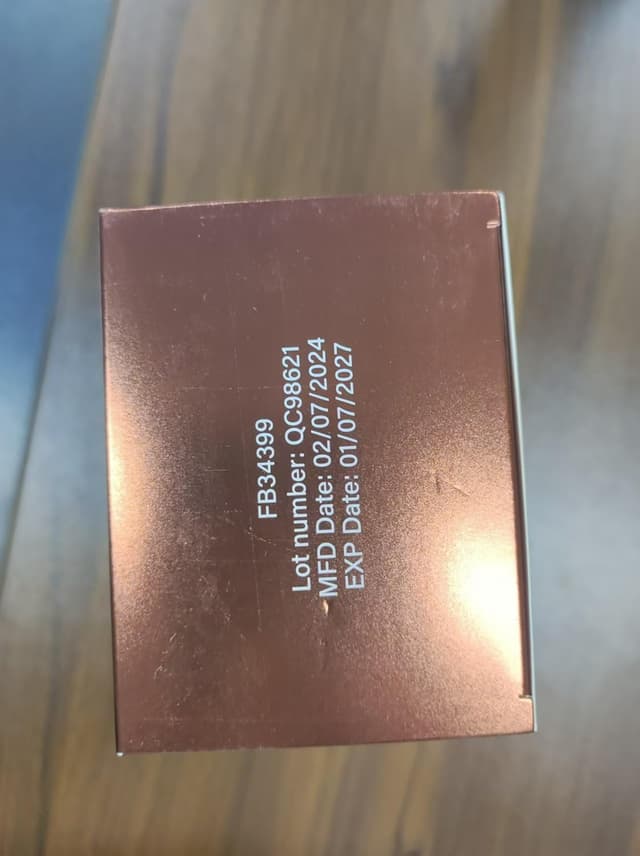 FB34399
Lot number: QC98621
MFD Date: 02/07/2024
EXP Date: 01/07/2027